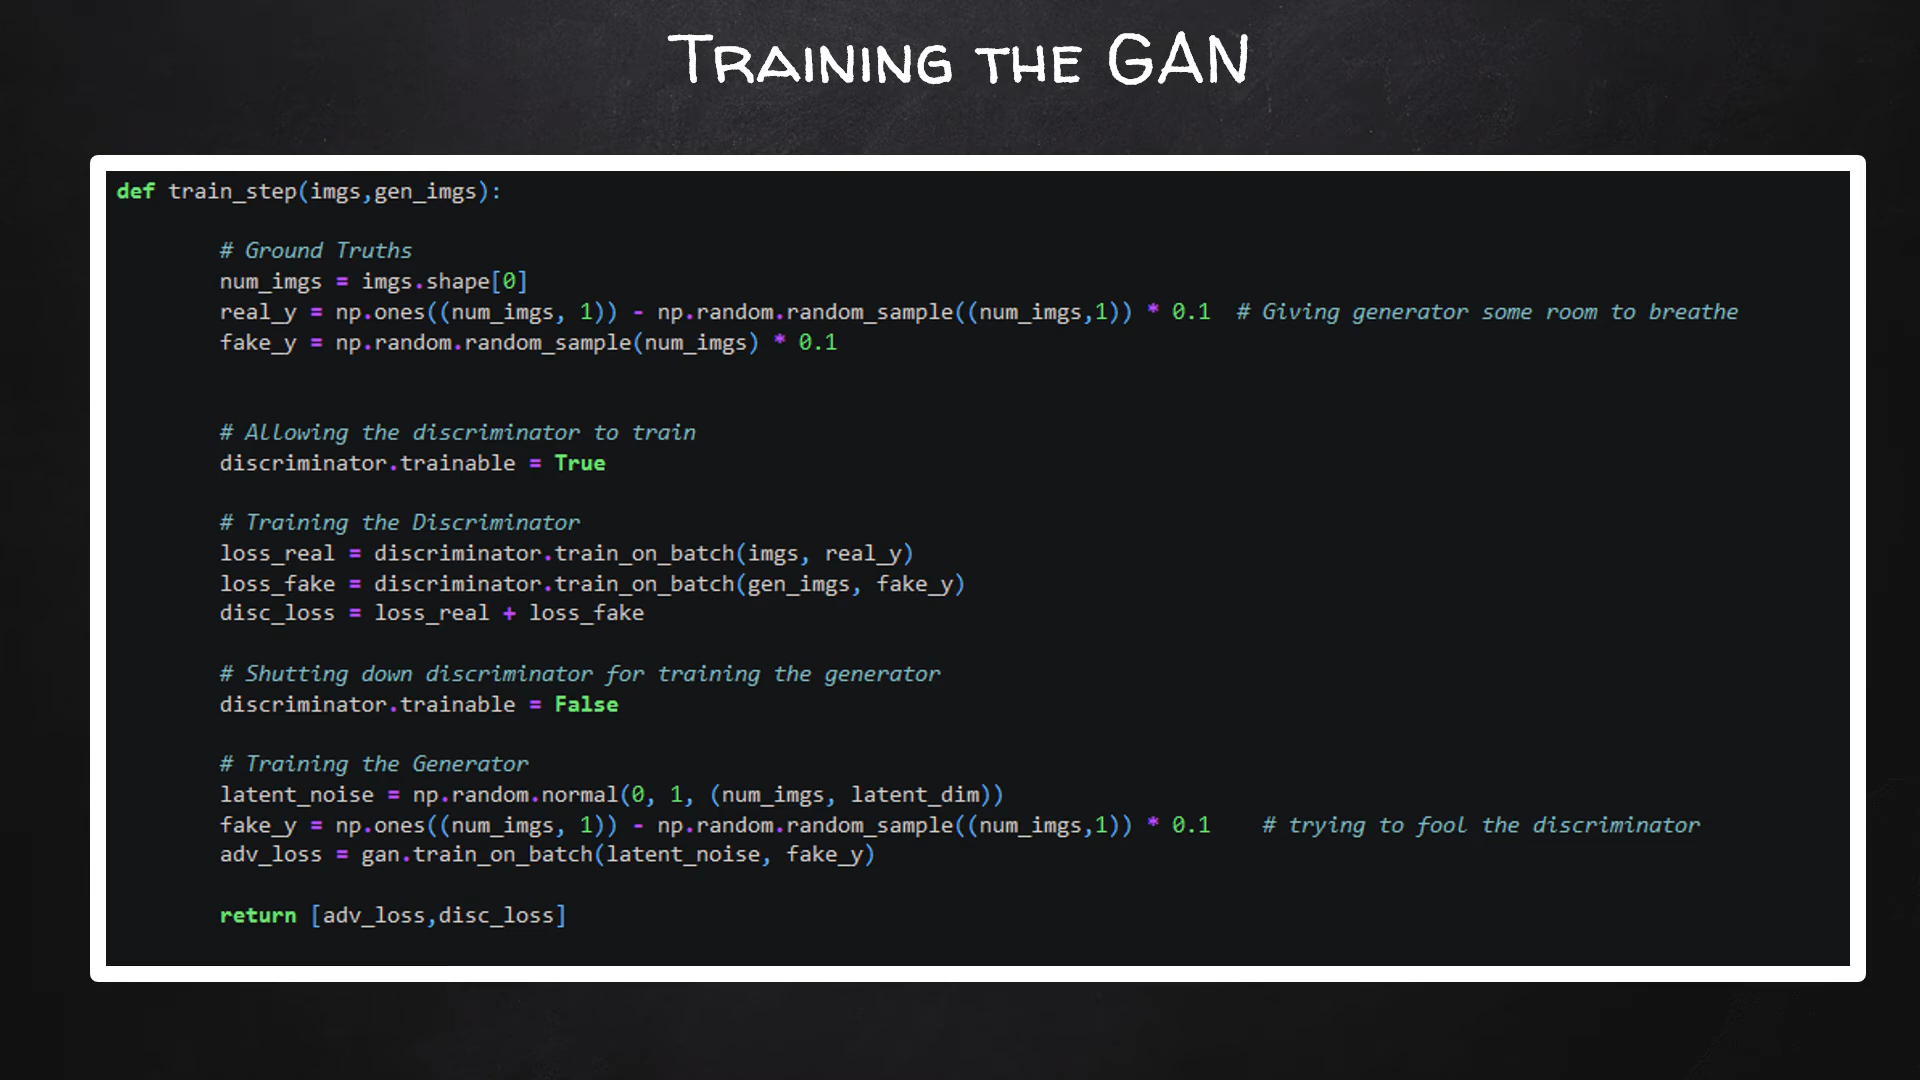 TRAINING THE GAN
def train_step(imgs,gen_imgs):
# Ground Truths
num_imgs = imgs.shape[0]
real_y = np.ones((num_imgs, 1)) - np.random.random_sample((num_imgs,1)) * 0.1 # Giving generator some room to breathe
fake_y = np.random.random_sample(num_imgs) * 0.1
# Allowing the discriminator to train
discriminator.trainable = True
# Training the Discriminator
loss_real = discriminator.train_on_batch(imgs, real_y)
loss_fake = discriminator.train_on_batch(gen_imgs, fake_y)
disc_loss = loss_real + loss_fake
# Shutting down discriminator for training the generator
discriminator.trainable = False
# Training the Generator
latent_noise = np.random.normal(0, 1, (num_imgs, latent_dim))
fake_y = np.ones((num_imgs, 1)) - np.random.random_sample((num_imgs,1)) * 0.1 # trying to fool the discriminator
adv_loss = gan.train_on_batch(latent_noise, fake_y)
return [adv_loss,disc_loss]